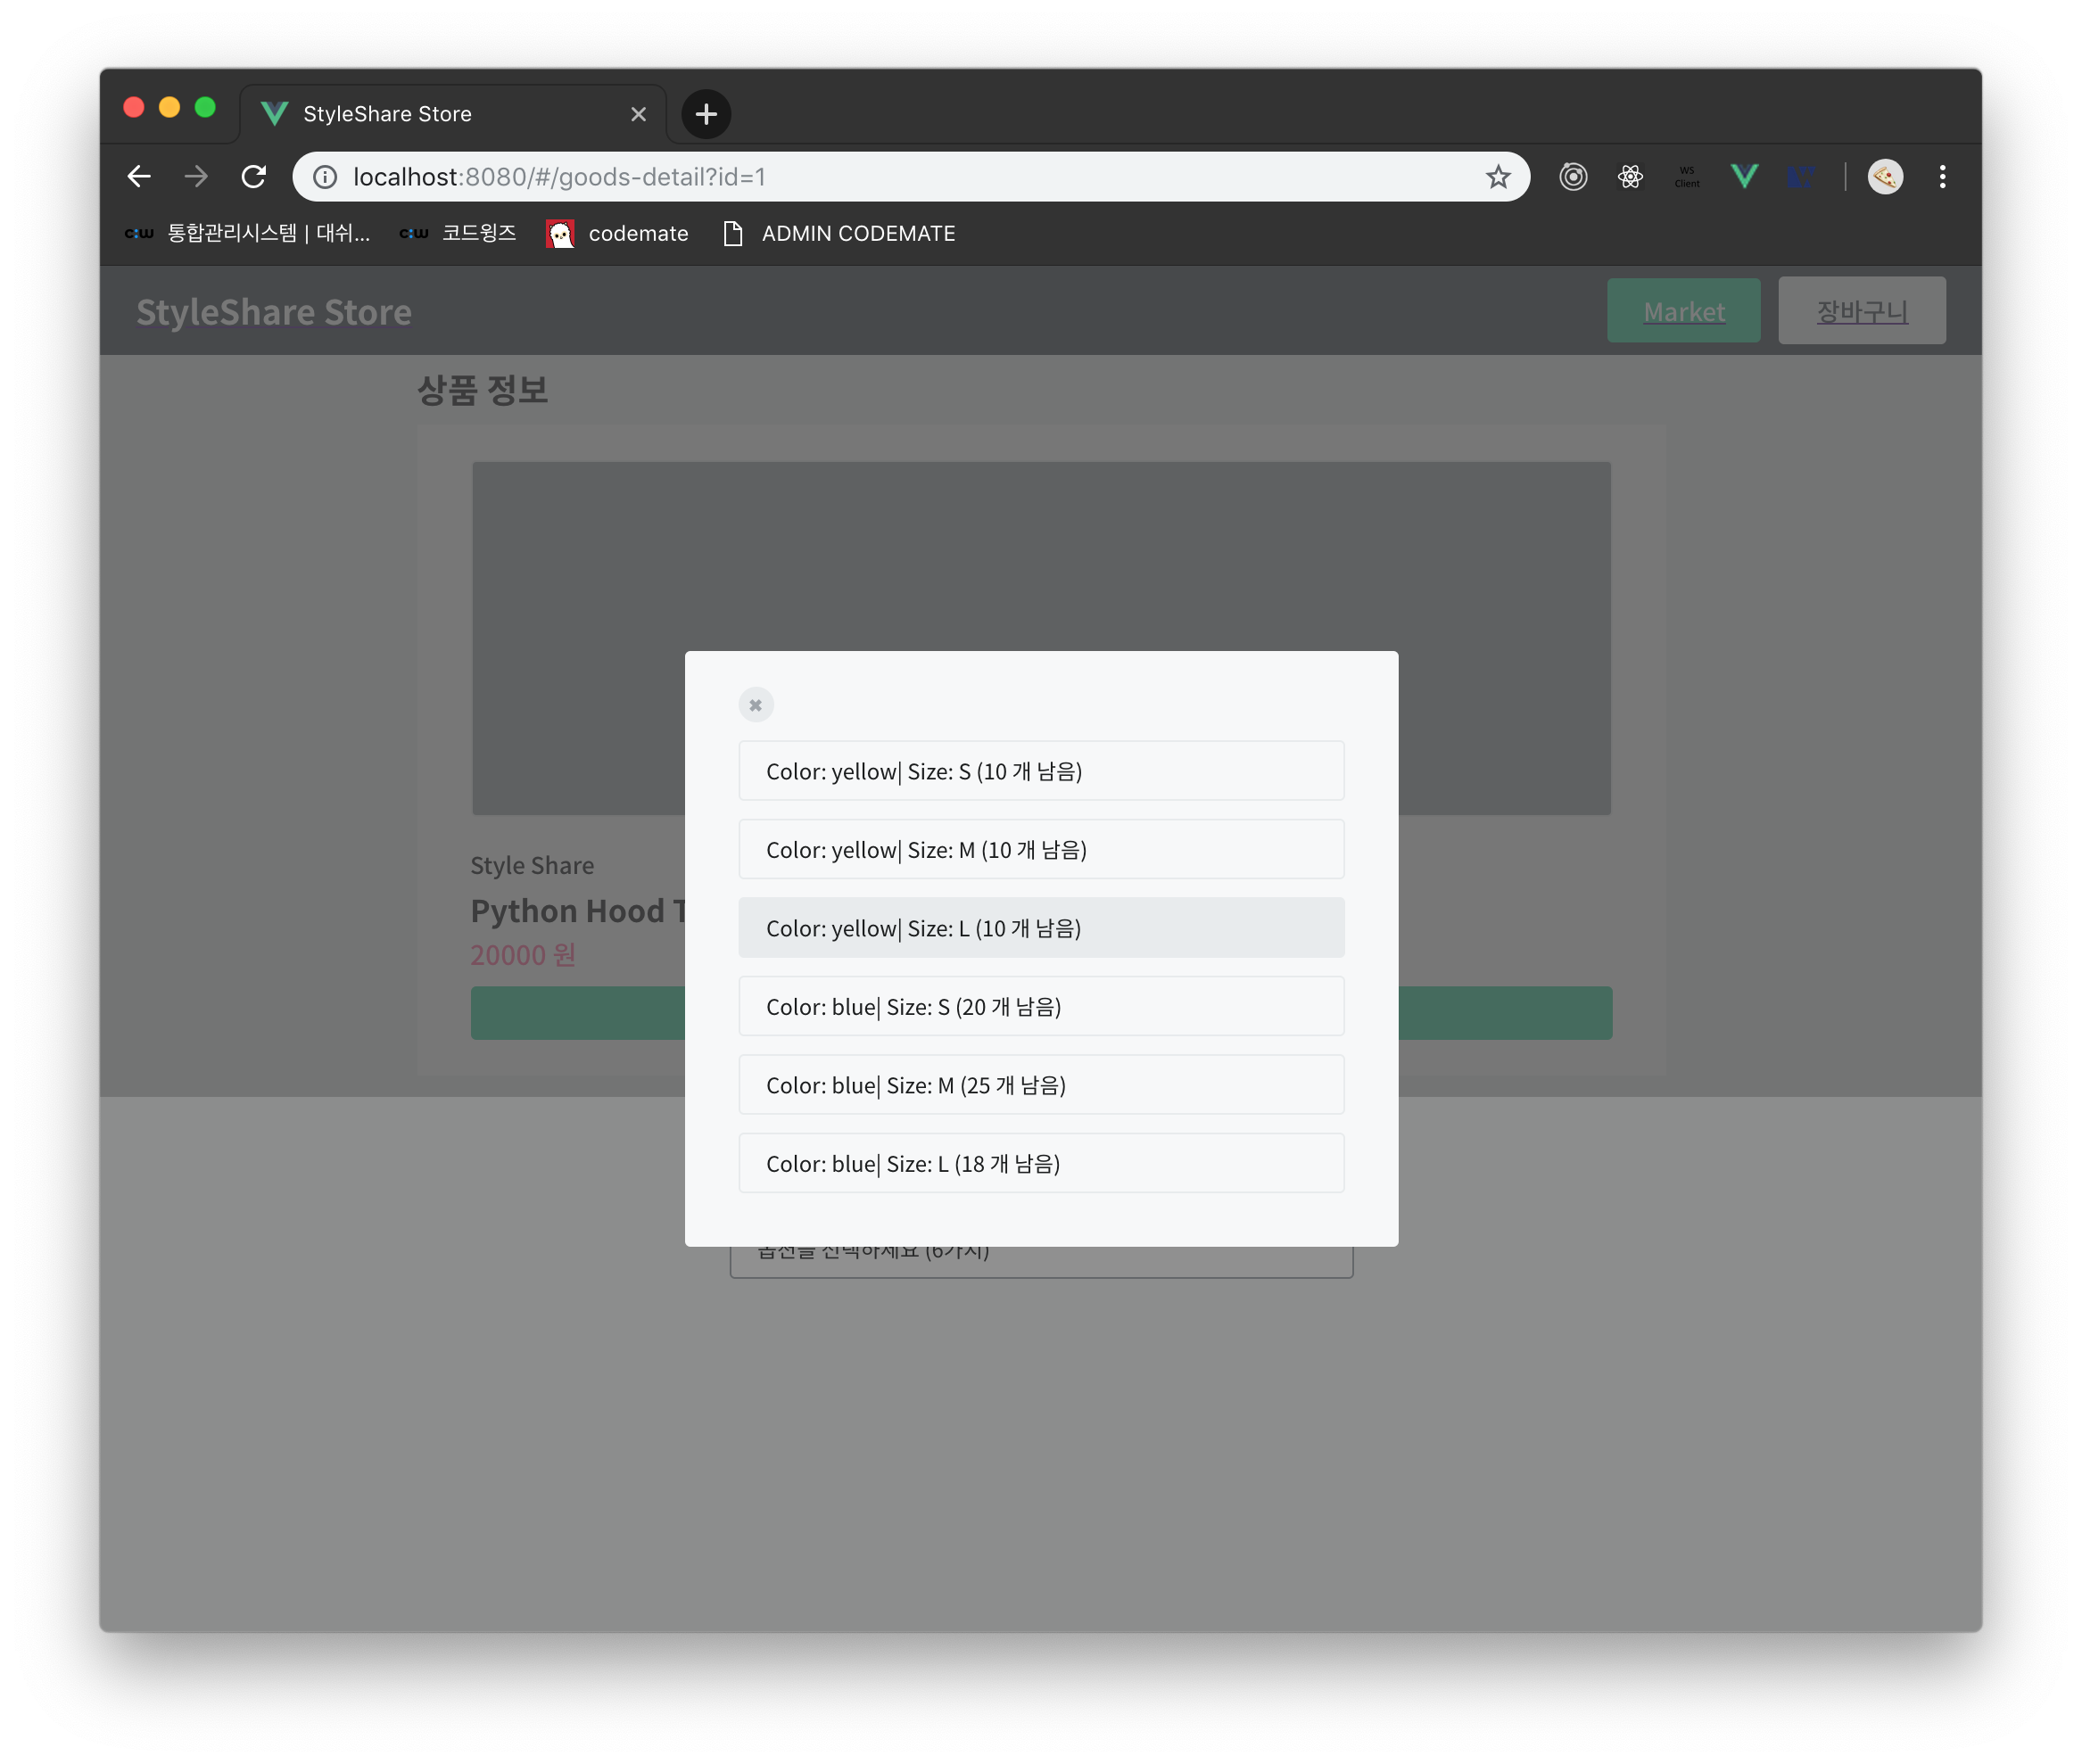 StyleShare Store
localhost:8080/#/goods-detail?id=1
WS
Client
통합관리시스템 | 대쉬...
코드윙즈
codemate
ADMIN CODEMATE
StyleShare Store
Market
장바구니
상품 정보
Color: yellow| Size: S (10 개 남음)
Color: yellow| Size: M (10 개 남음)
Style Share
Python Hood T
Color: yellow| Size: L (10 개 남음)
20000 원
Color: blue| Size: S (20 개 남음)
Color: blue| Size: M (25 개 남음)
Color: blue| Size: L (18 개 남음)
옵션을 선택하세요 (6가지)